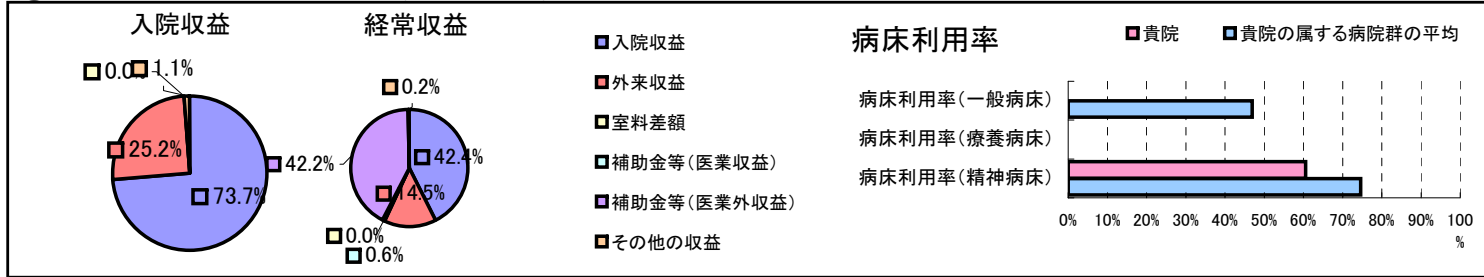 入院収益
0.0%
1.1%
25.2%
73.7%
経常収益
0.2%
42.2%
42.4%
14.5%
0.0%
0.6%
入院収益
外来収益
室料差額
補助金等(医業収益)
補助金等(医業外収益)
その他の収益
病床利用率
貴院
貴院の属する病院群の平均
病床利用率(一般病床)
病床利用率(療養病床)
病床利用率(精神病床)
0% 10% 20% 30% 40% 50% 60% 70% 80% 90% 100
%